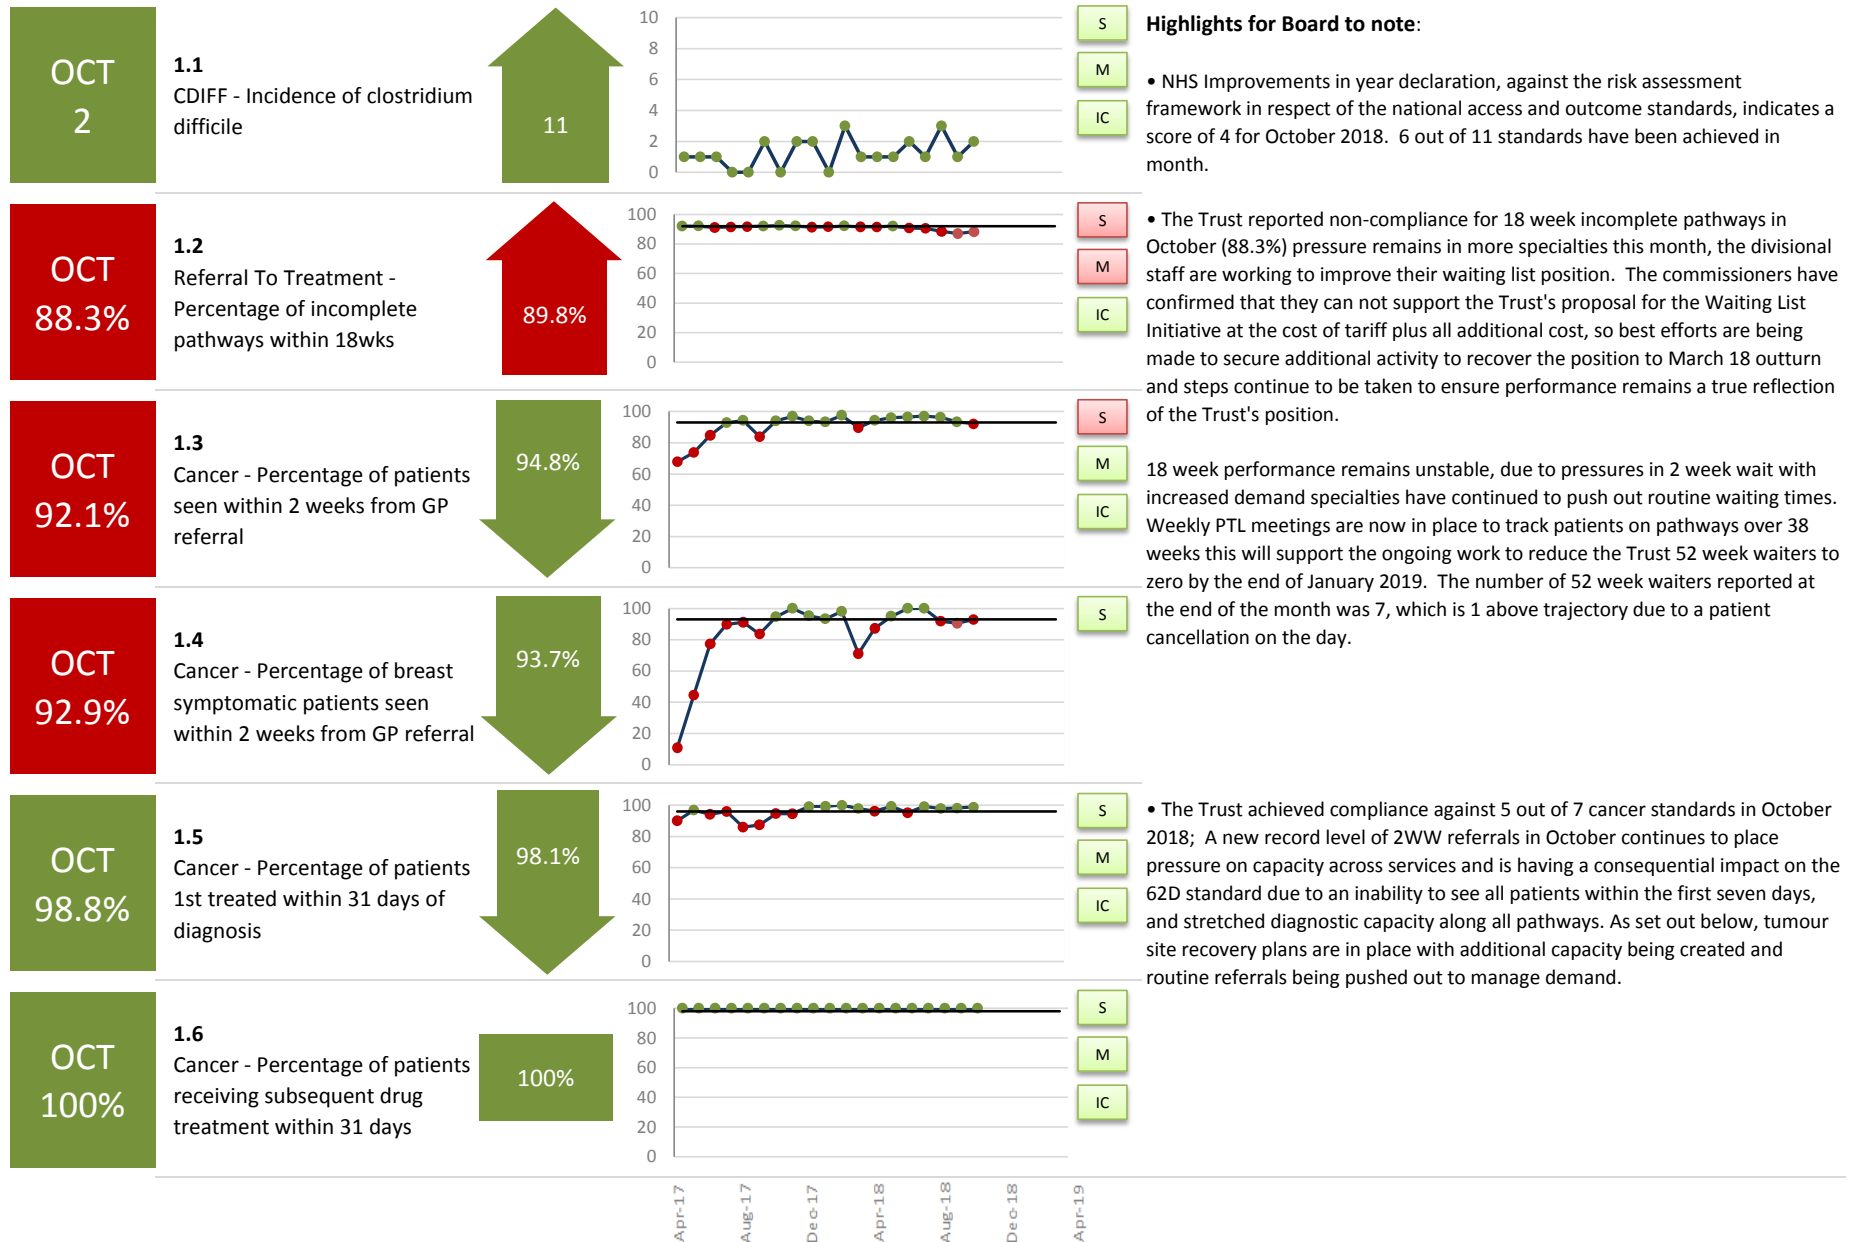 OCT
2
1.1
CDIFF - Incidence of clostridium
difficile
11
10
8
6
4
2
0
S
M
IC
OCT
88.3%
1.2
Referral To Treatment -
Percentage of incomplete
pathways within 18wks
89.8%
100
80
60
40
20
0
S
M
IC
OCT
92.1%
1.3
Cancer - Percentage of patients
seen within 2 weeks from GP
referral
94.8%
100
80
60
40
20
0
S
M
IC
OCT
92.9%
1.4
Cancer - Percentage of breast
symptomatic patients seen
within 2 weeks from GP referral
93.7%
100
80
60
40
20
0
S
OCT
98.8%
1.5
Cancer - Percentage of patients
1st treated within 31 days of
diagnosis
98.1%
100
80
60
40
20
0
S
M
IC
OCT
100%
1.6
Cancer - Percentage of patients
receiving subsequent drug
treatment within 31 days
100%
100
80
60
40
20
0
S
M
IC
Apr-17
Aug-17
Dec-17
Apr-18
Aug-18
Dec-18
Apr-19
Highlights for Board to note:
• NHS Improvements in year declaration, against the risk assessment
framework in respect of the national access and outcome standards, indicates a
score of 4 for October 2018.  6 out of 11 standards have been achieved in
month.
• The Trust reported non-compliance for 18 week incomplete pathways in
October (88.3%) pressure remains in more specialties this month, the divisional
staff are working to improve their waiting list position.  The commissioners have
confirmed that they can not support the Trust's proposal for the Waiting List
Initiative at the cost of tariff plus all additional cost, so best efforts are being
made to secure additional activity to recover the position to March 18 outturn
and steps continue to be taken to ensure performance remains a true reflection
of the Trust's position.
18 week performance remains unstable, due to pressures in 2 week wait with
increased demand specialties have continued to push out routine waiting times.
Weekly PTL meetings are now in place to track patients on pathways over 38
weeks this will support the ongoing work to reduce the Trust 52 week waiters to
zero by the end of January 2019.  The number of 52 week waiters reported at
the end of the month was 7, which is 1 above trajectory due to a patient
cancellation on the day.
• The Trust achieved compliance against 5 out of 7 cancer standards in October
2018;  A new record level of 2WW referrals in October continues to place
pressure on capacity across services and is having a consequential impact on the
62D standard due to an inability to see all patients within the first seven days,
and stretched diagnostic capacity along all pathways. As set out below, tumour
site recovery plans are in place with additional capacity being created and
routine referrals being pushed out to manage demand.